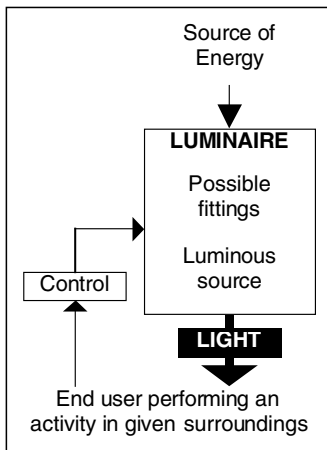 Source of
Energy
LUMINAIRE
Possible
fittings
Luminous
source
Control
LIGHT
End user performing an
activity in given surroundings